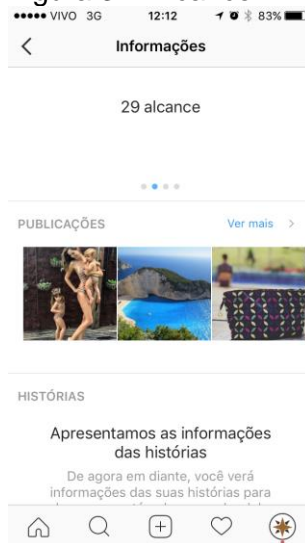 VIVO 3G 12:12 83%
Informações
29 alcance
PUBLICAÇÕES Ver mais >
HISTÓRIAS
Apresentamos as informações
das histórias
De agora em diante, você verá
informações das suas histórias para